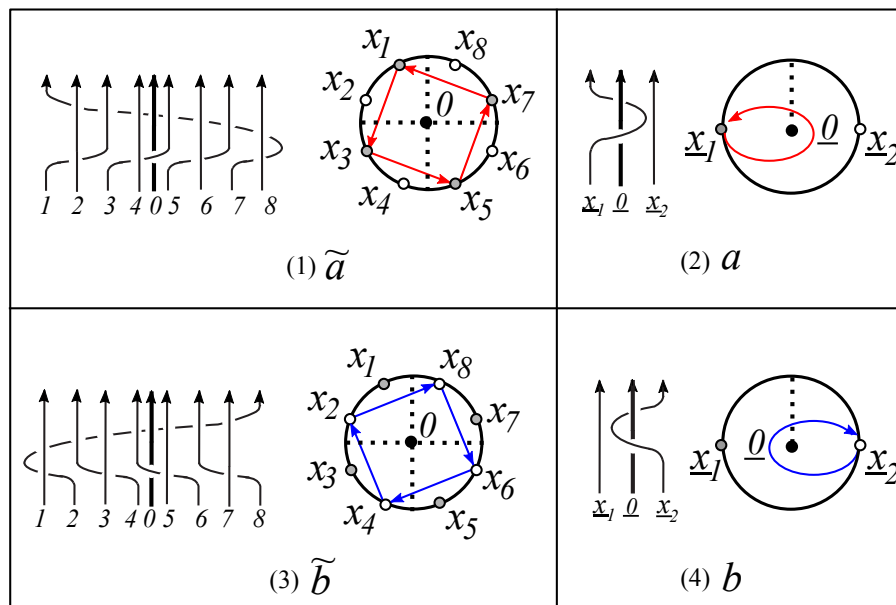 x1 x8
x2 0 x7
x3 x6
x4 x5
1 2 3 4 0 5 6 7 8
(1) ã
x1 0 x2
x1 0 x2
(2) a
x1 x8
x2 0 x7
x3 x6
x4 x5
1 2 3 4 0 5 6 7 8
(3) b̃
x1 0 x2
x1 0 x2
(4) b